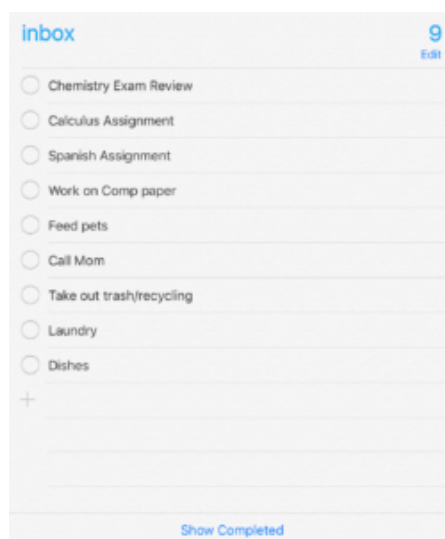 inbox 9
Edit
Chemistry Exam Review
Calculus Assignment
Spanish Assignment
Work on Comp paper
Feed pets
Call Mom
Take out trash/recycling
Laundry
Dishes
Show Completed